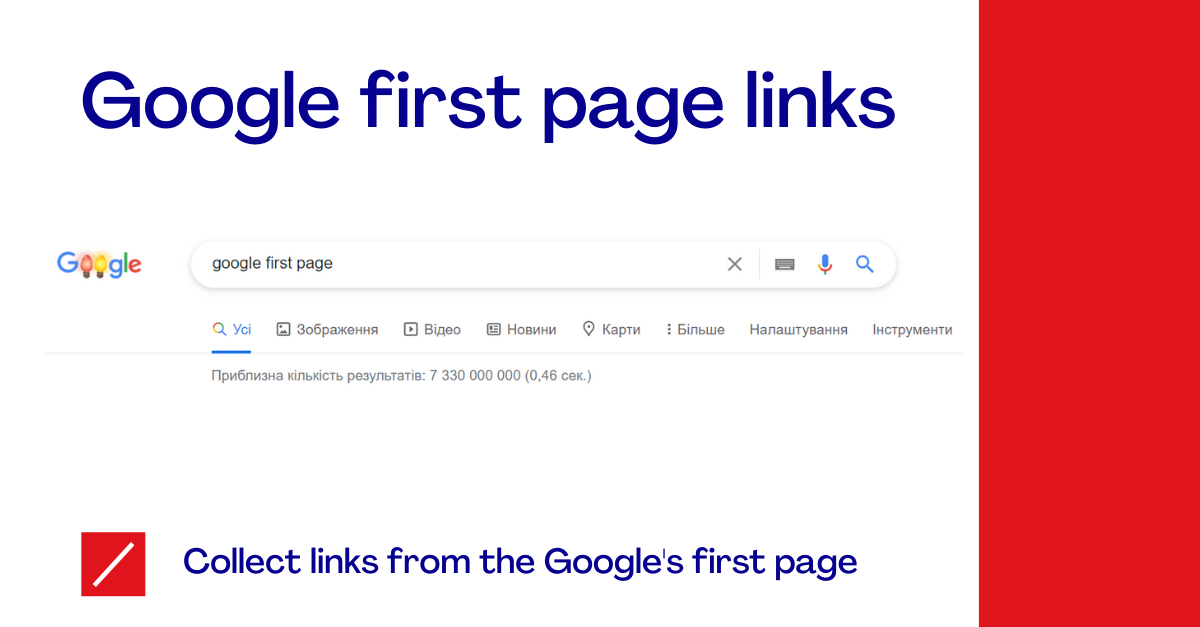 Google first page links
Google
google first page
Усі Зображення Відео Новини Карти Більше Налаштування Інструменти
Приблизна кількість результатів: 7 330 000 000 (0,46 сек.)
Collect links from the Google's first page